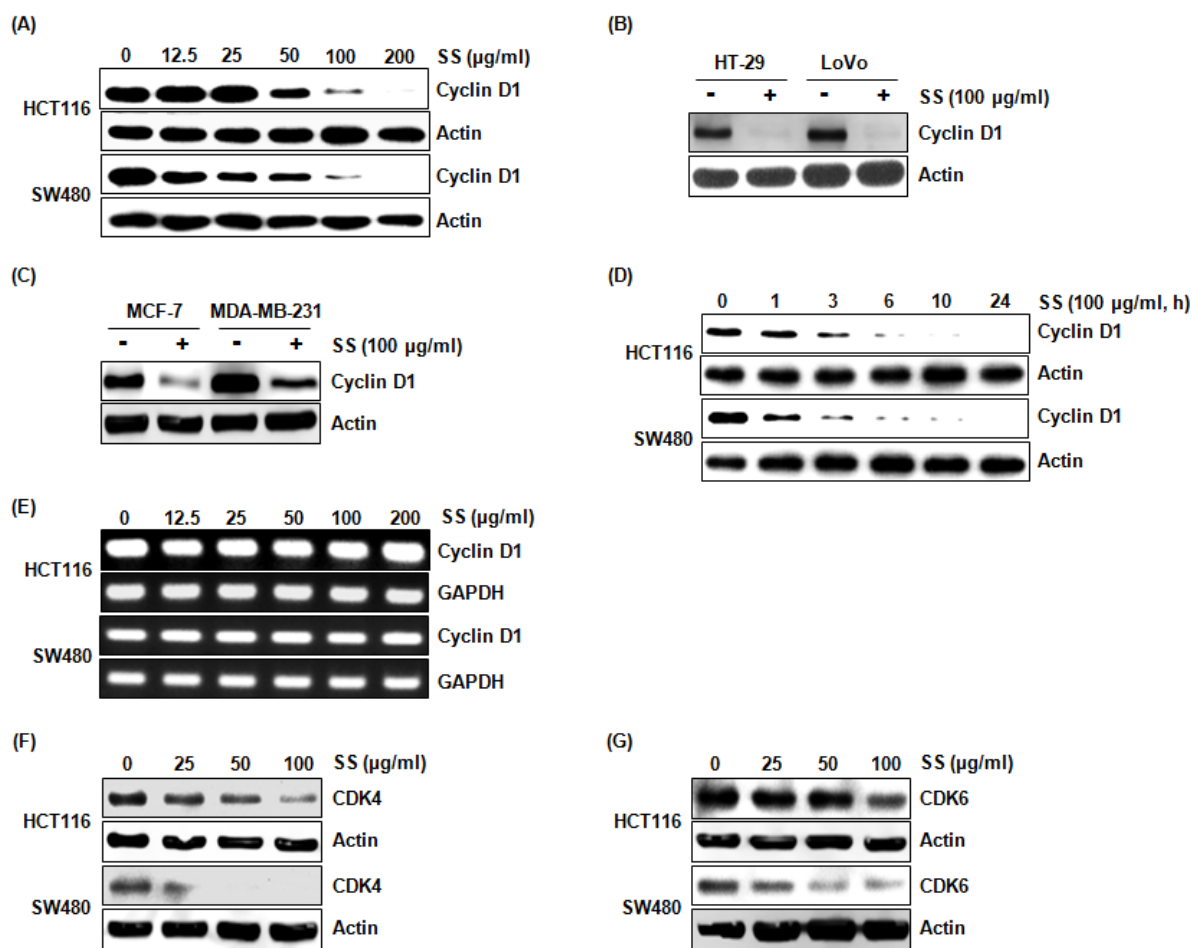 (A)
0 12.5 25 50 100 200 SS (µg/ml)
HCT116
Cyclin D1
Actin
SW480
Cyclin D1
Actin
(B)
HT-29 LoVo
- + - + SS (100 µg/ml)
Cyclin D1
Actin
(C)
MCF-7 MDA-MB-231
- + - + SS (100 µg/ml)
Cyclin D1
Actin
(D)
0 1 3 6 10 24 SS (100 µg/ml, h)
HCT116
Cyclin D1
Actin
SW480
Cyclin D1
Actin
(E)
0 12.5 25 50 100 200 SS (µg/ml)
HCT116
Cyclin D1
GAPDH
SW480
Cyclin D1
GAPDH
(F)
0 25 50 100 SS (µg/ml)
HCT116
CDK4
Actin
SW480
CDK4
Actin
(G)
0 25 50 100 SS (µg/ml)
HCT116
CDK6
Actin
SW480
CDK6
Actin